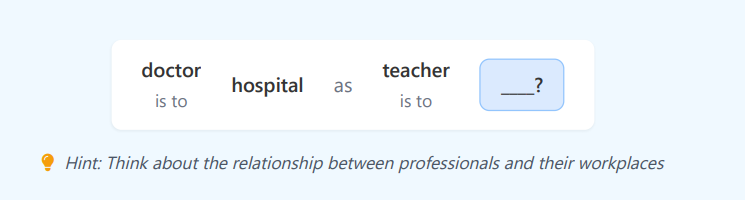 doctor
is to
hospital
as
teacher
is to
____?
Hint: Think about the relationship between professionals and their workplaces